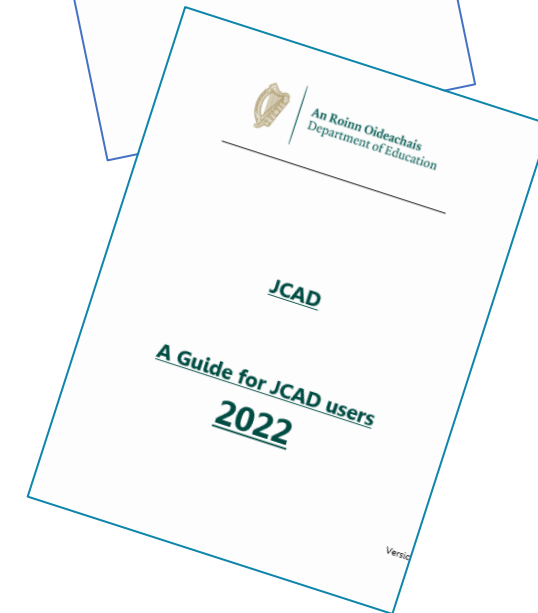 An Roinn Oideachais
Department of Education
JCAD
A Guide for JCAD users
2022